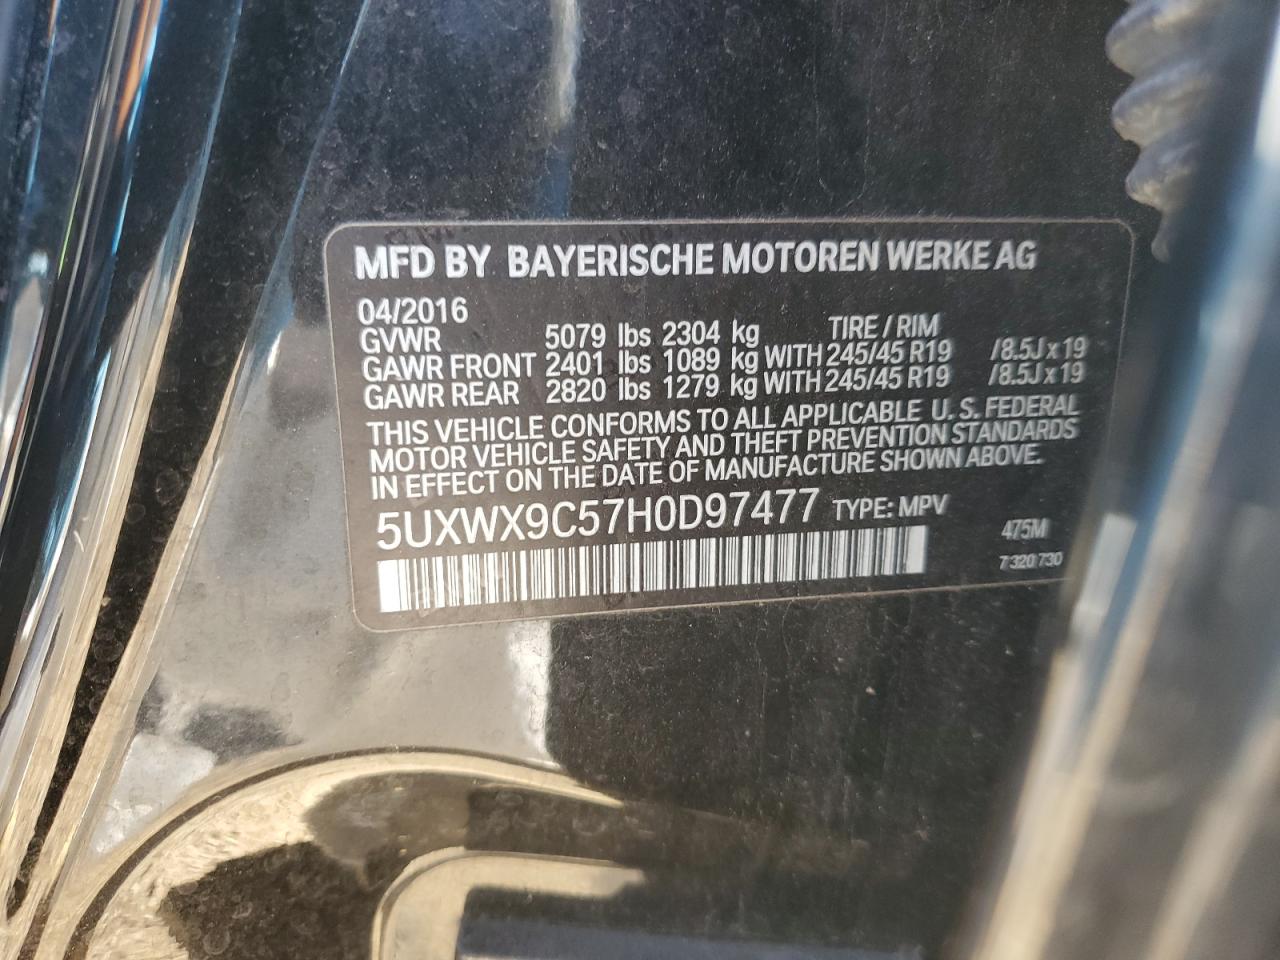 MFD BY BAYERISCHE MOTOREN WERKE AG
04/2016
GVWR 5079 lbs 2304 kg TIRE / RIM
GAWR FRONT 2401 lbs 1089 kg WITH 245/45 R19 /8.5J x 19
GAWR REAR 2820 lbs 1279 kg WITH 245/45 R19 /8.5J x 19
THIS VEHICLE CONFORMS TO ALL APPLICABLE U. S. FEDERAL
MOTOR VEHICLE SAFETY AND THEFT PREVENTION STANDARDS
IN EFFECT ON THE DATE OF MANUFACTURE SHOWN ABOVE.
5UXWX9C57H0D97477 TYPE: MPV
475M
7 320 730